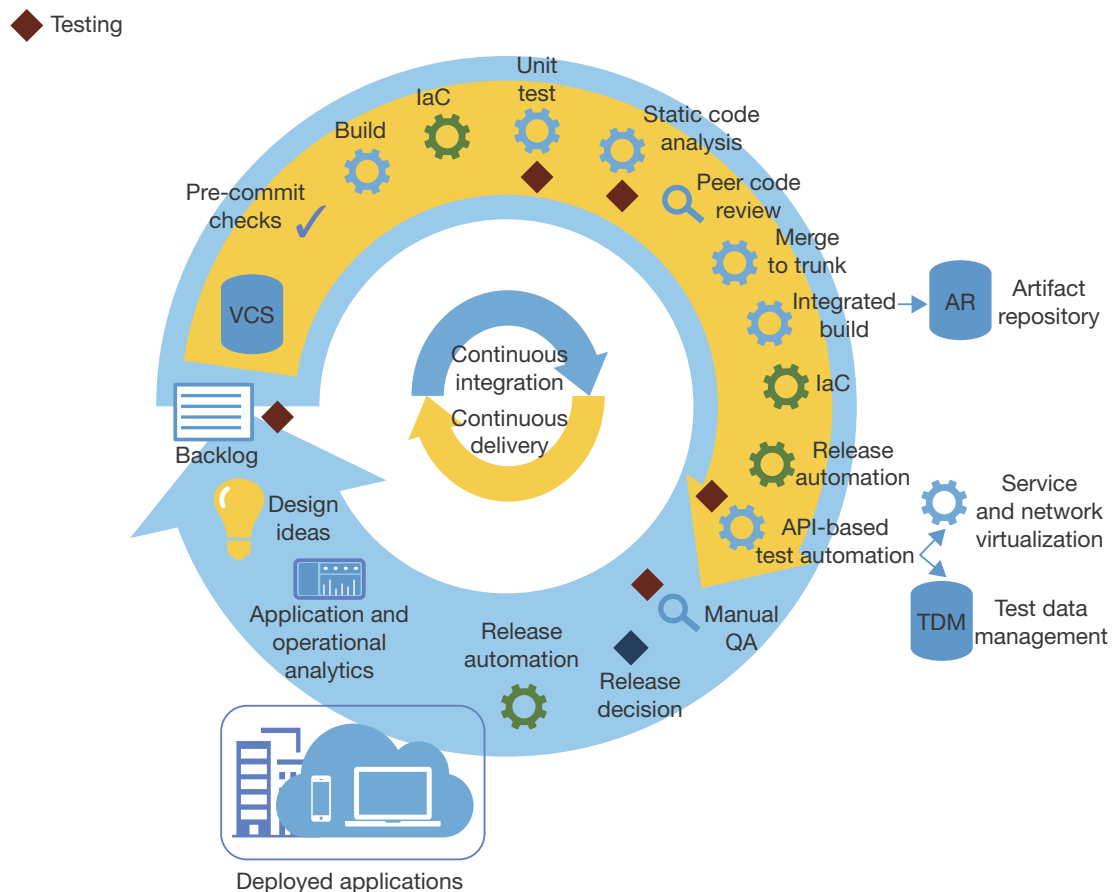 Testing
Unit
test
IaC
Build
Static code
analysis
Pre-commit
checks
Peer code
review
Merge
to trunk
VCS
Integrated
build
AR
Artifact
repository
Continuous
integration
IaC
Continuous
delivery
Backlog
Release
automation
Design
ideas
API-based
test automation
Service
and network
virtualization
Application and
operational
analytics
Release
automation
Manual
QA
TDM
Test data
management
Release
decision
Deployed applications